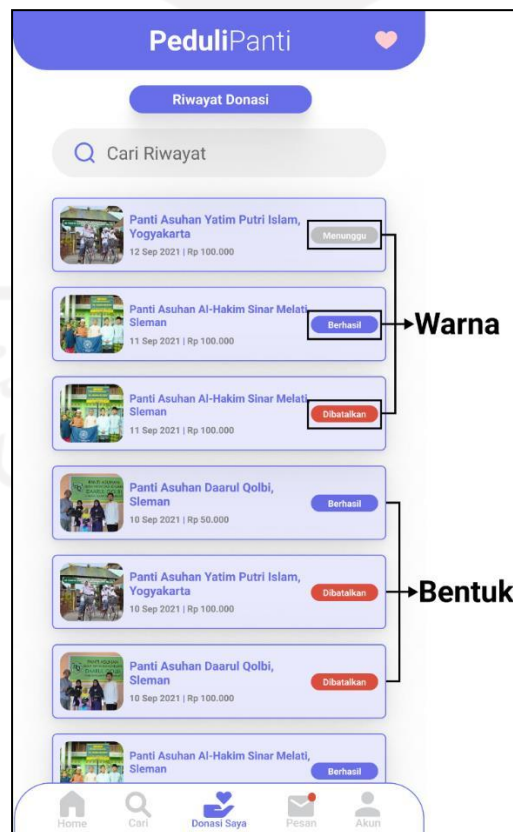 PeduliPanti
Riwayat Donasi
Cari Riwayat
Panti Asuhan Yatim Putri Islam,
Yogyakarta
12 Sep 2021 | Rp 100.000
Menunggu
Panti Asuhan Al-Hakim Sinar Melati,
Sleman
11 Sep 2021 | Rp 100.000
Berhasil
Warna
Panti Asuhan Al-Hakim Sinar Melati,
Sleman
11 Sep 2021 | Rp 100.000
Dibatalkan
Panti Asuhan Daarul Qolbi,
Sleman
10 Sep 2021 | Rp 50.000
Berhasil
Panti Asuhan Yatim Putri Islam,
Yogyakarta
10 Sep 2021 | Rp 100.000
Dibatalkan
Bentuk
Panti Asuhan Daarul Qolbi,
Sleman
10 Sep 2021 | Rp 100.000
Dibatalkan
Panti Asuhan Al-Hakim Sinar Melati,
Sleman
Berhasil
Home
Cari
Donasi Saya
Pesan
Akun